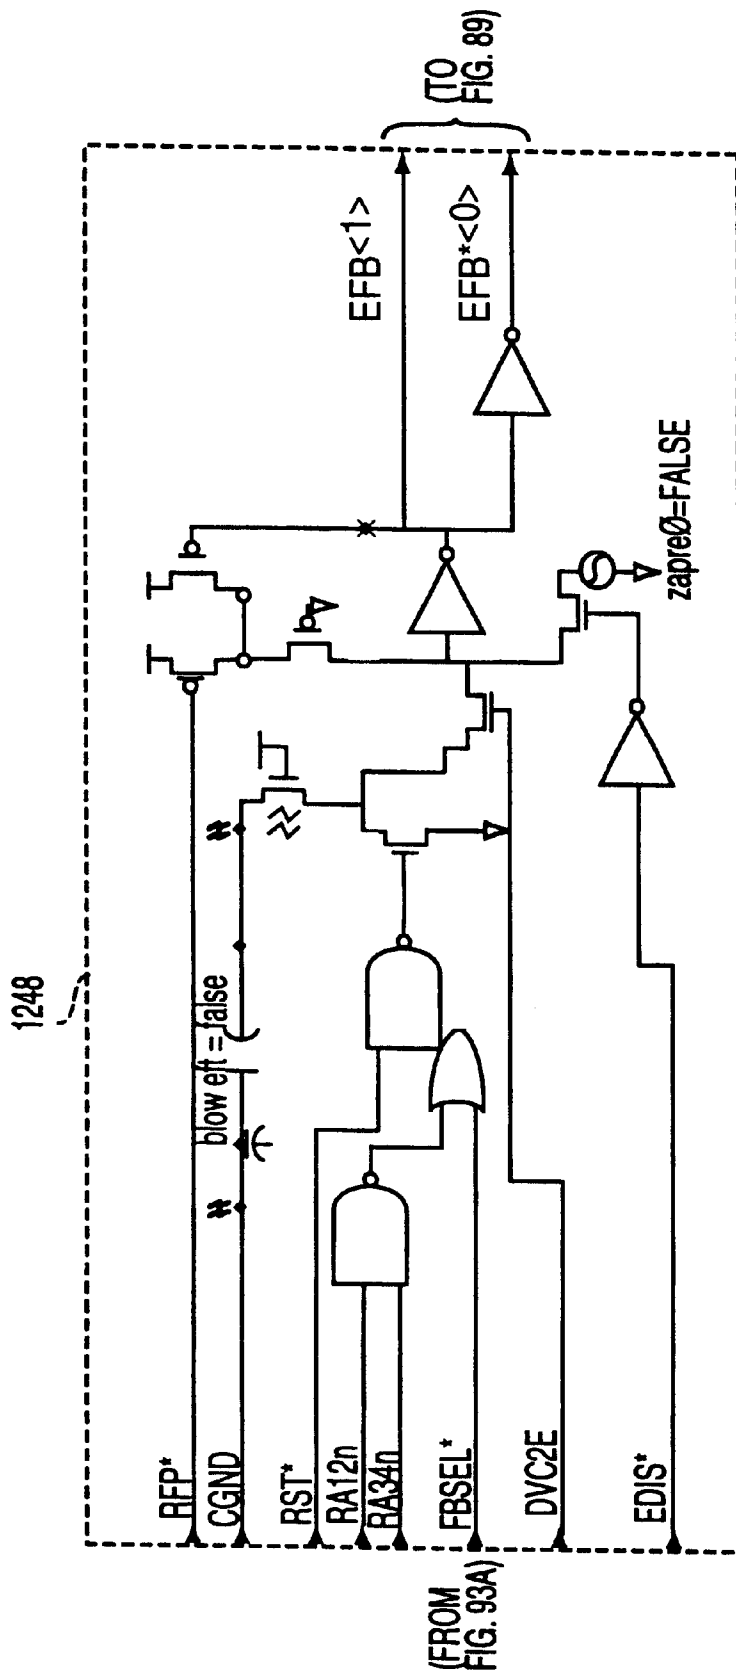 1248
RFP*
CGND
blow eft = false
RST*
RA12n
RA34n
FBSEL*
DVC2E
EDIS*
(FROM
FIG. 93A)
EFB<1>
EFB*<0>
(TO
FIG. 89)
zapreØ=FALSE